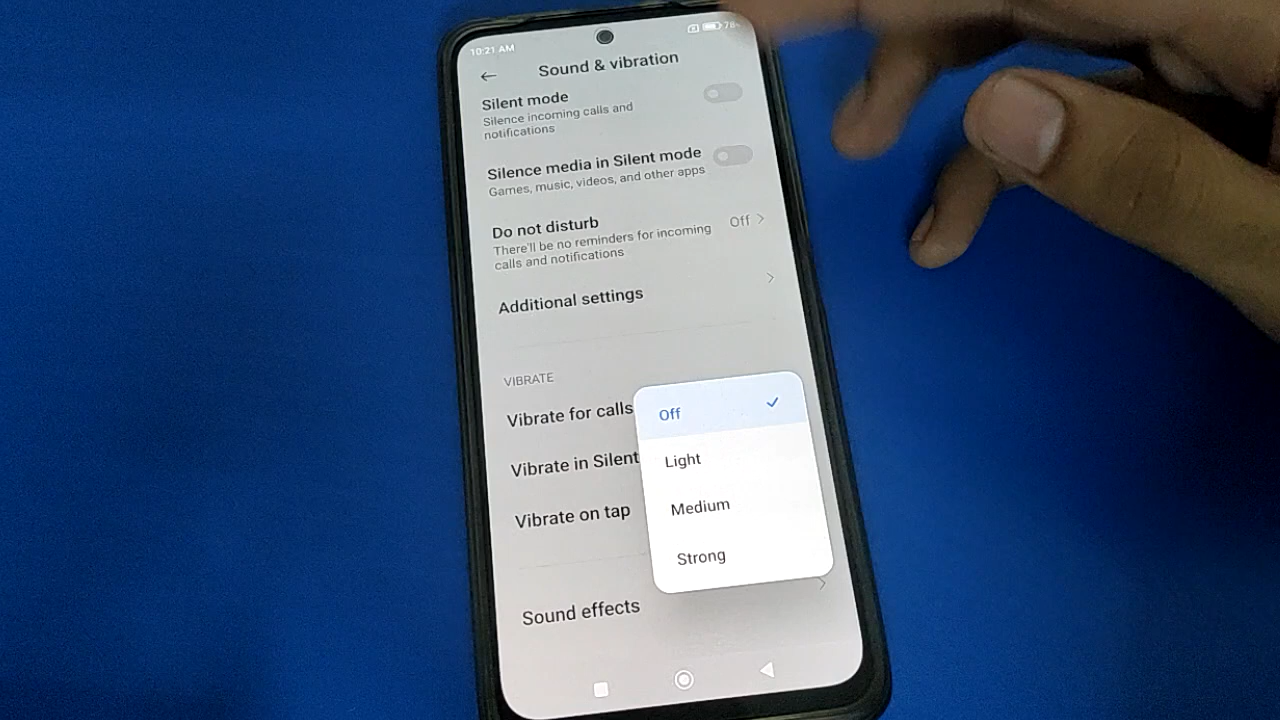 10:21 AM
78%
Sound & vibration
Silent mode
Silence incoming calls and
notifications
Silence media in Silent mode
Games, music, videos, and other apps
Do not disturb
There'll be no reminders for incoming
calls and notifications
Off
Additional settings
VIBRATE
Vibrate for calls
Vibrate in Silent
Vibrate on tap
Off
Light
Medium
Strong
Sound effects